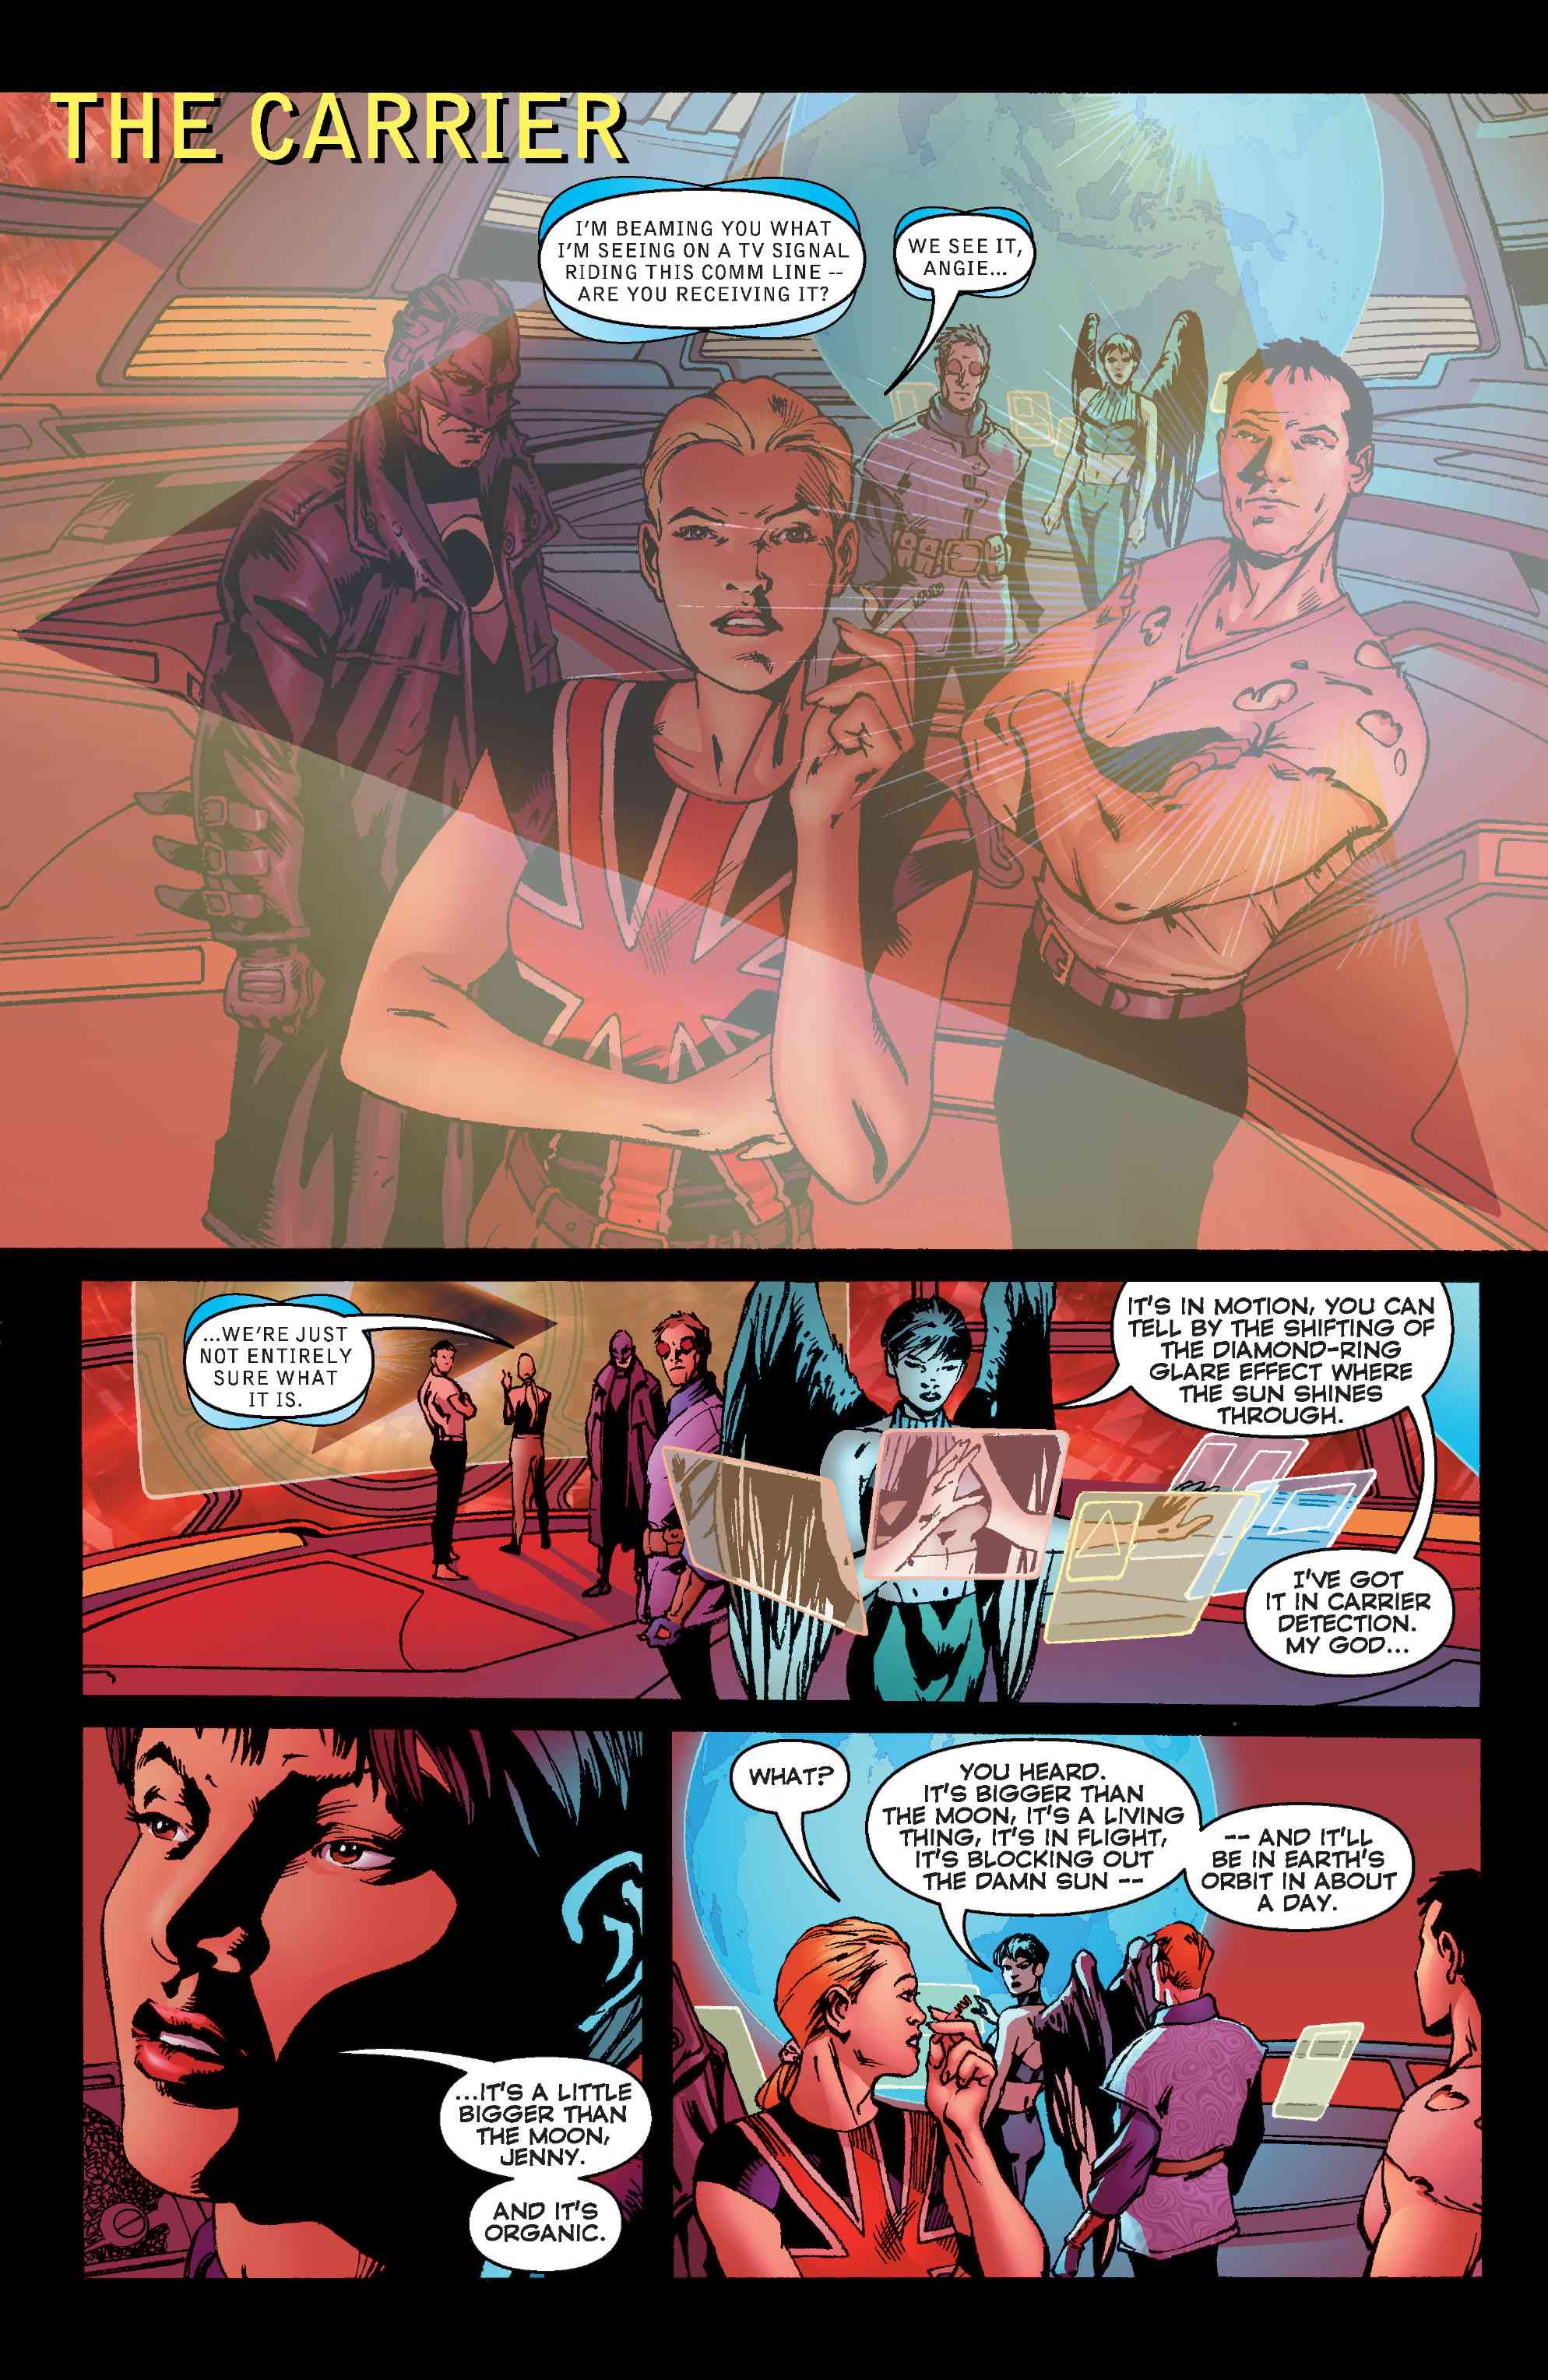 THE CARRIER
I'M BEAMING YOU WHAT
I'M SEEING ON A TV SIGNAL
RIDING THIS COMM LINE --
ARE YOU RECEIVING IT?
WE SEE IT,
ANGIE...
...WE'RE JUST
NOT ENTIRELY
SURE WHAT
IT IS.
IT'S IN MOTION, YOU CAN
TELL BY THE SHIFTING OF
THE DIAMOND-RING
GLARE EFFECT WHERE
THE SUN SHINES
THROUGH.
I'VE GOT
IT IN CARRIER
DETECTION.
MY GOD...
...IT'S A LITTLE
BIGGER THAN
THE MOON,
JENNY.
AND IT'S
ORGANIC.
WHAT?
YOU HEARD.
IT'S BIGGER THAN
THE MOON, IT'S A LIVING
THING, IT'S IN FLIGHT,
IT'S BLOCKING OUT
THE DAMN SUN --
-- AND IT'LL
BE IN EARTH'S
ORBIT IN ABOUT
A DAY.